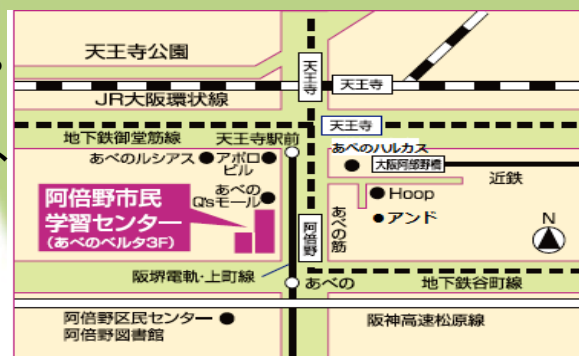 天王寺公園
天王寺
天王寺
JR大阪環状線
天王寺
地下鉄御堂筋線
天王寺駅前
あべのハルカス
あべのルシアス
アポロ
ビル
大阪阿部野橋
近鉄
阿倍野市民
学習センター
(あべのベルタ3F)
あべの
Q'sモール
Hoop
アンド
あべの筋
阿倍野
N
阪堺電軌・上町線
あべの
地下鉄谷町線
阿倍野区民センター
阿倍野図書館
阪神高速松原線